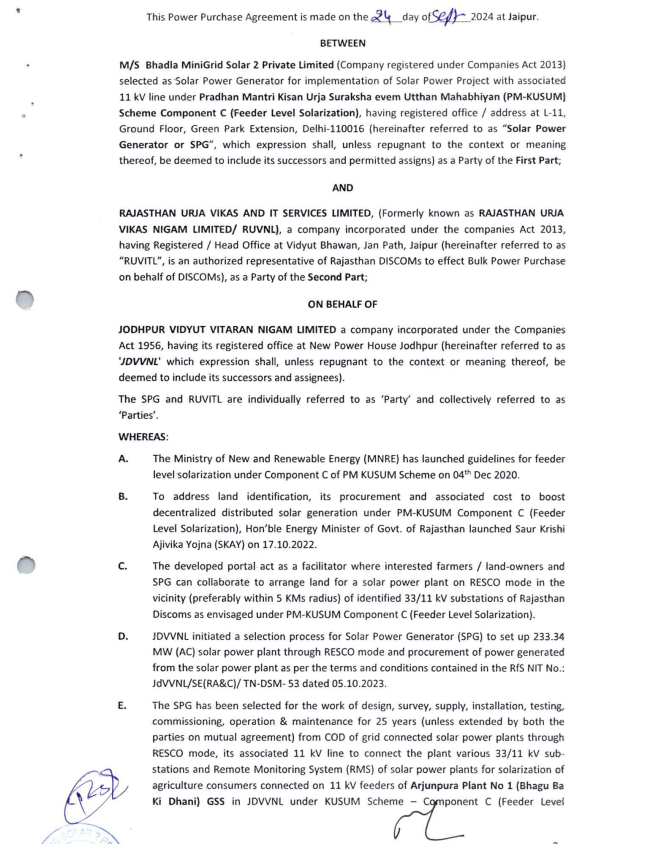 This Power Purchase Agreement is made on the 24 day of Sept 2024 at Jaipur.
BETWEEN
M/S Bhadla MiniGrid Solar 2 Private Limited (Company registered under Companies Act 2013)
selected as Solar Power Generator for implementation of Solar Power Project with associated
11 kV line under Pradhan Mantri Kisan Urja Suraksha evem Utthan Mahabhiyan (PM-KUSUM)
Scheme Component C (Feeder Level Solarization), having registered office / address at L-11,
Ground Floor, Green Park Extension, Delhi-110016 (hereinafter referred to as "Solar Power
Generator or SPG", which expression shall, unless repugnant to the context or meaning
thereof, be deemed to include its successors and permitted assigns) as a Party of the First Part;
AND
RAJASTHAN URJA VIKAS AND IT SERVICES LIMITED, (Formerly known as RAJASTHAN URJA
VIKAS NIGAM LIMITED/ RUVNL), a company incorporated under the companies Act 2013,
having Registered / Head Office at Vidyut Bhawan, Jan Path, Jaipur (hereinafter referred to as
"RUVITL", is an authorized representative of Rajasthan DISCOMs to effect Bulk Power Purchase
on behalf of DISCOMs), as a Party of the Second Part;
ON BEHALF OF
JODHPUR VIDYUT VITARAN NIGAM LIMITED a company incorporated under the Companies
Act 1956, having its registered office at New Power House Jodhpur (hereinafter referred to as
'JDVVNL' which expression shall, unless repugnant to the context or meaning thereof, be
deemed to include its successors and assignees).
The SPG and RUVITL are individually referred to as 'Party' and collectively referred to as
'Parties'.
WHEREAS:
A. The Ministry of New and Renewable Energy (MNRE) has launched guidelines for feeder
level solarization under Component C of PM KUSUM Scheme on 04th Dec 2020.
B. To address land identification, its procurement and associated cost to boost
decentralized distributed solar generation under PM-KUSUM Component C (Feeder
Level Solarization), Hon'ble Energy Minister of Govt. of Rajasthan launched Saur Krishi
Ajivika Yojna (SKAY) on 17.10.2022.
C. The developed portal act as a facilitator where interested farmers / land-owners and
SPG can collaborate to arrange land for a solar power plant on RESCO mode in the
vicinity (preferably within 5 KMs radius) of identified 33/11 kV substations of Rajasthan
Discoms as envisaged under PM-KUSUM Component C (Feeder Level Solarization).
D. JDVVNL initiated a selection process for Solar Power Generator (SPG) to set up 233.34
MW (AC) solar power plant through RESCO mode and procurement of power generated
from the solar power plant as per the terms and conditions contained in the RfS NIT No.:
JdVVNL/SE(RA&C)/ TN-DSM- 53 dated 05.10.2023.
E. The SPG has been selected for the work of design, survey, supply, installation, testing,
commissioning, operation & maintenance for 25 years (unless extended by both the
parties on mutual agreement) from COD of grid connected solar power plants through
RESCO mode, its associated 11 kV line to connect the plant various 33/11 kV sub-
stations and Remote Monitoring System (RMS) of solar power plants for solarization of
agriculture consumers connected on 11 kV feeders of Arjunpura Plant No 1 (Bhagu Ba
Ki Dhani) GSS in JDVVNL under KUSUM Scheme – Component C (Feeder Level
SOLAR 2